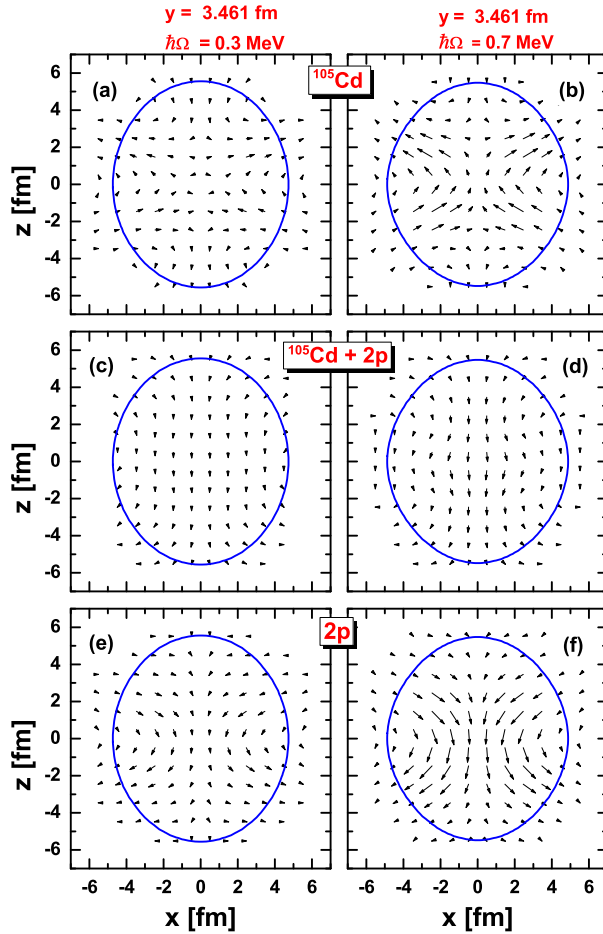 y = 3.461 fm
y = 3.461 fm
ħΩ = 0.3 MeV
ħΩ = 0.7 MeV
6
(a)
¹⁰⁵Cd
(b)
4
2
z [fm]
0
-2
-4
-6
6
(c)
¹⁰⁵Cd + 2p
(d)
4
2
z [fm]
0
-2
-4
-6
6
(e)
2p
(f)
4
2
z [fm]
0
-2
-4
-6
-6 -4 -2 0 2 4 6
-6 -4 -2 0 2 4 6
x [fm]
x [fm]